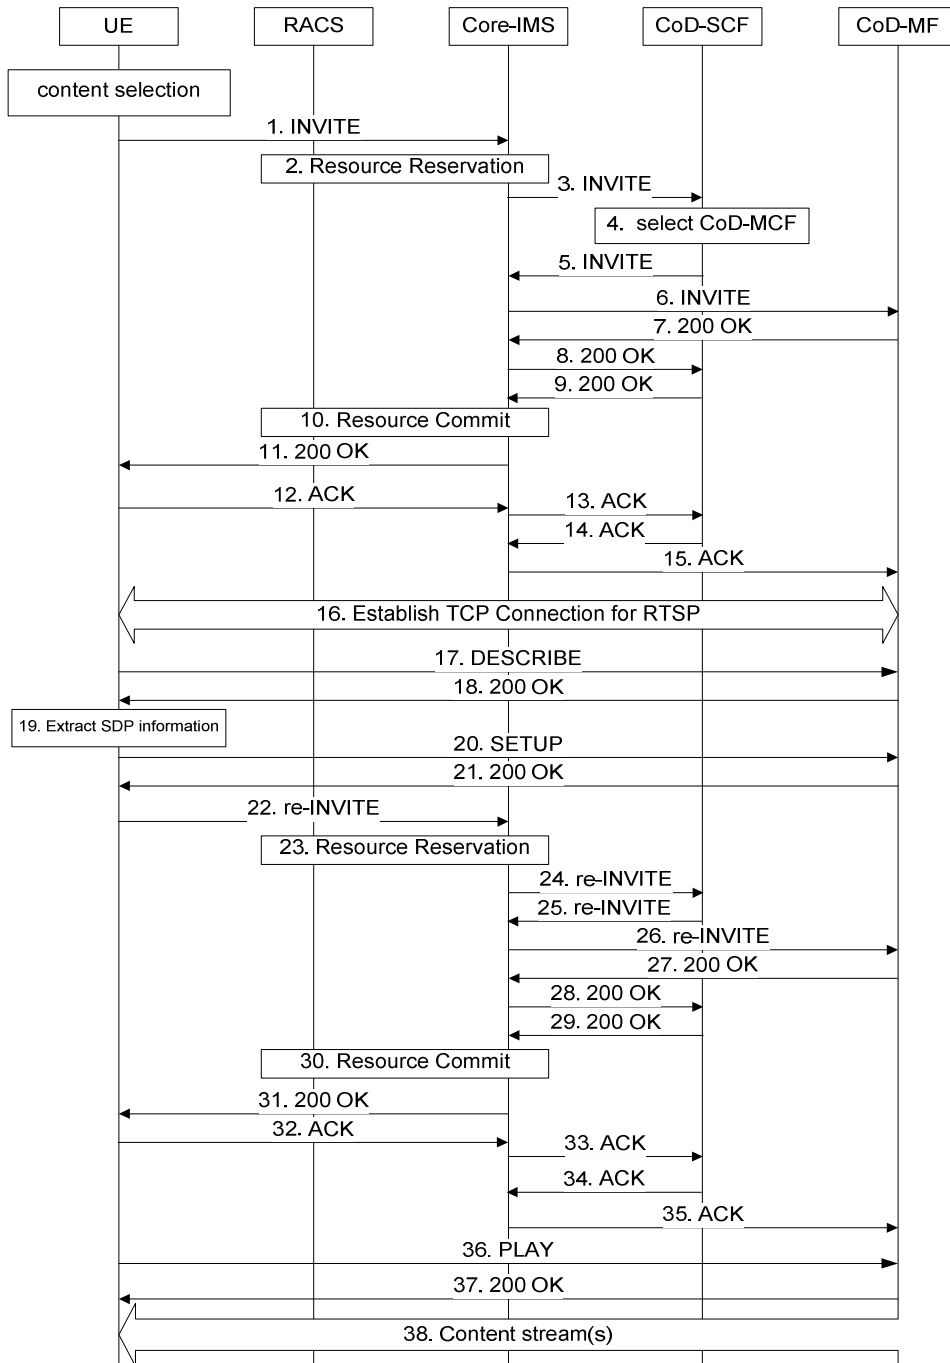 UE RACS Core-IMS CoD-SCF CoD-MF
content selection
1. INVITE
2. Resource Reservation
3. INVITE
4. select CoD-MCF
5. INVITE
6. INVITE
7. 200 OK
8. 200 OK
9. 200 OK
10. Resource Commit
11. 200 OK
12. ACK
13. ACK
14. ACK
15. ACK
16. Establish TCP Connection for RTSP
17. DESCRIBE
18. 200 OK
19. Extract SDP information
20. SETUP
21. 200 OK
22. re-INVITE
23. Resource Reservation
24. re-INVITE
25. re-INVITE
26. re-INVITE
27. 200 OK
28. 200 OK
29. 200 OK
30. Resource Commit
31. 200 OK
32. ACK
33. ACK
34. ACK
35. ACK
36. PLAY
37. 200 OK
38. Content stream(s)